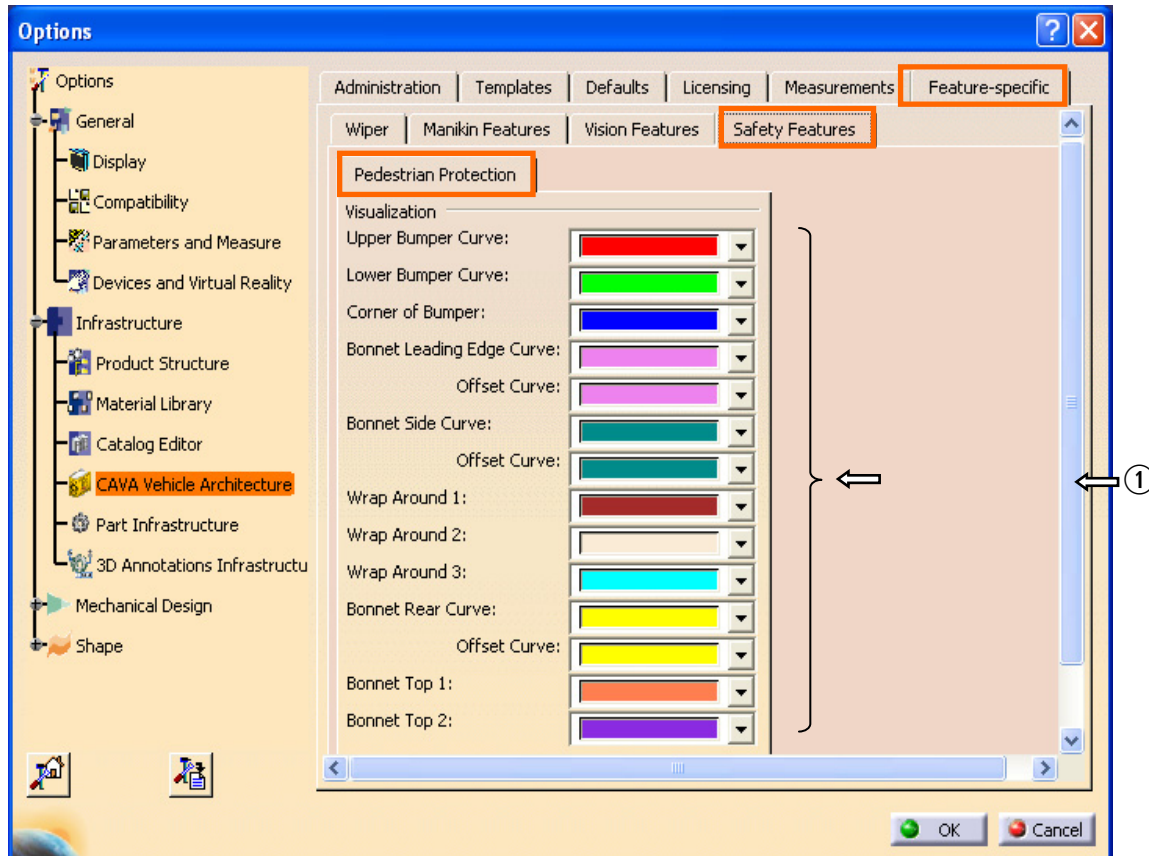 Options
Options
General
Display
Compatibility
Parameters and Measure
Devices and Virtual Reality
Infrastructure
Product Structure
Material Library
Catalog Editor
CAVA Vehicle Architecture
Part Infrastructure
3D Annotations Infrastructu
Mechanical Design
Shape
Administration Templates Defaults Licensing Measurements Feature-specific
Wiper Manikin Features Vision Features Safety Features
Pedestrian Protection
Visualization
Upper Bumper Curve:
Lower Bumper Curve:
Corner of Bumper:
Bonnet Leading Edge Curve:
Offset Curve:
Bonnet Side Curve:
Offset Curve:
Wrap Around 1:
Wrap Around 2:
Wrap Around 3:
Bonnet Rear Curve:
Offset Curve:
Bonnet Top 1:
Bonnet Top 2:
①
OK Cancel